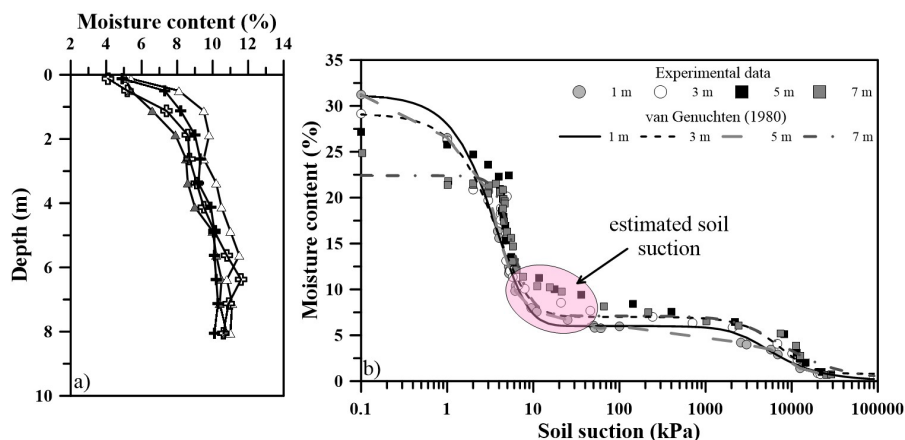 Moisture content (%)
2 4 6 8 10 12 14
0
2
4
6
8
10
Depth (m)
a)
35
30
25
20
15
10
5
0
Moisture content (%)
Experimental data
1 m 3 m 5 m 7 m
van Genuchten (1980)
1 m 3 m 5 m 7 m
estimated soil
suction
b)
0.1 1 10 100 1000 10000 100000
Soil suction (kPa)